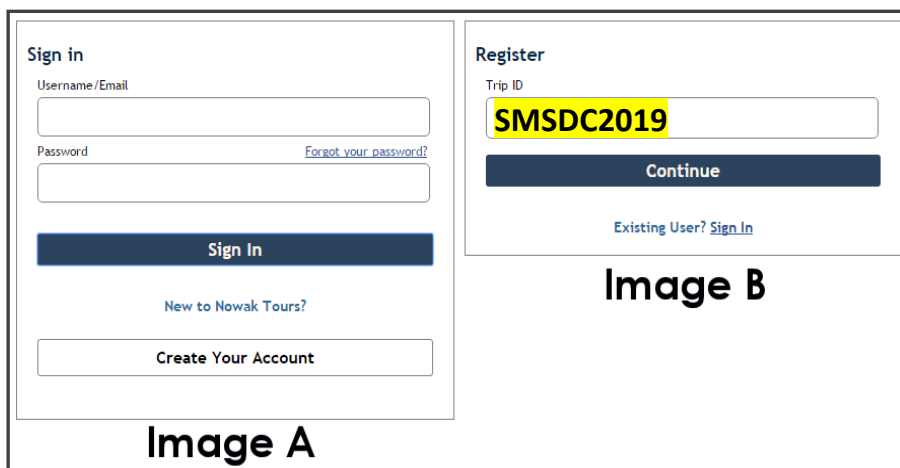 Sign in
Username/Email
Password Forgot your password?
Sign In
New to Nowak Tours?
Create Your Account
Image A
Register
Trip ID
SMSDC2019
Continue
Existing User? Sign In
Image B